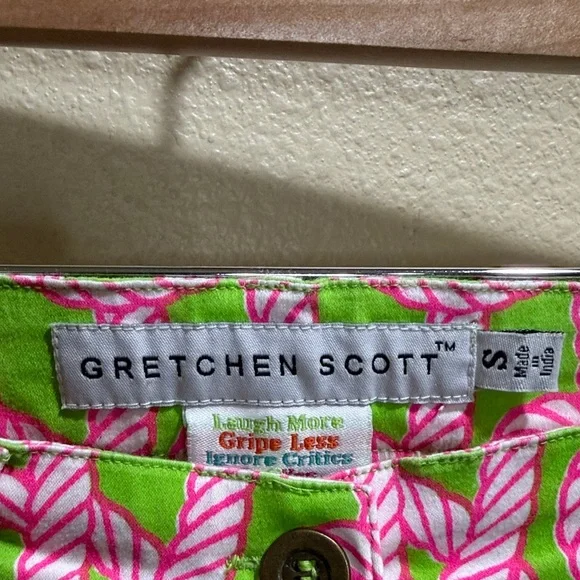 GRETCHEN SCOTT™
S
Made
in
India
Laugh More
Gripe Less
Ignore Critics